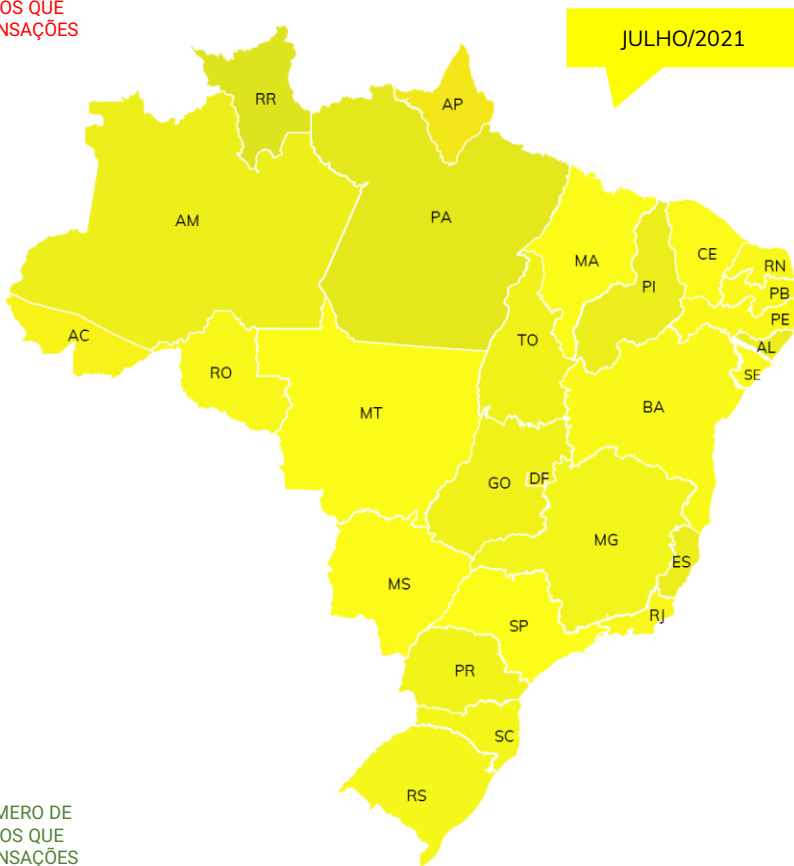 OS QUE
NSAÇÕES
JULHO/2021
RR
AP
AM
PA
MA
CE
RN
PI
PB
PE
AC
TO
AL
RO
SE
MT
BA
GO
DF
MG
ES
MS
RJ
SP
PR
SC
RS
MERO DE
OS QUE
NSAÇÕES